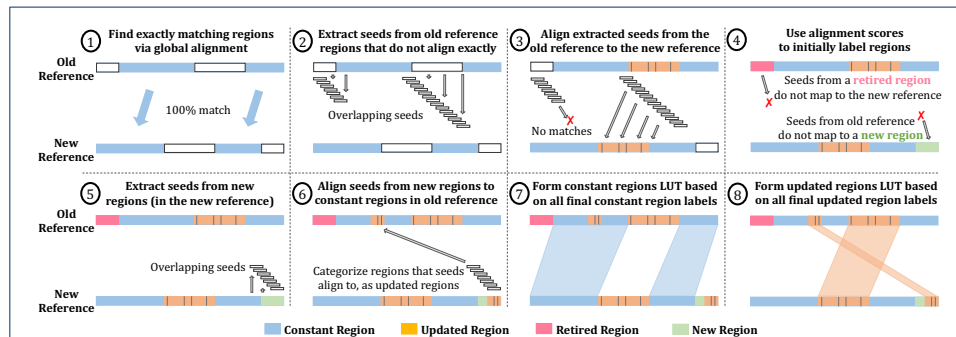 1 Find exactly matching regions
via global alignment
Old
Reference
100% match
New
Reference
2 Extract seeds from old reference
regions that do not align exactly
Overlapping seeds
3 Align extracted seeds from the
old reference to the new reference
No matches
4 Use alignment scores
to initially label regions
Seeds from a retired region
do not map to the new reference
Seeds from old reference
do not map to a new region
5 Extract seeds from new
regions (in the new reference)
Old
Reference
Overlapping seeds
New
Reference
6 Align seeds from new regions to
constant regions in old reference
Categorize regions that seeds
align to, as updated regions
7 Form constant regions LUT based
on all final constant region labels
8 Form updated regions LUT based
on all final updated region labels
Constant Region
Updated Region
Retired Region
New Region